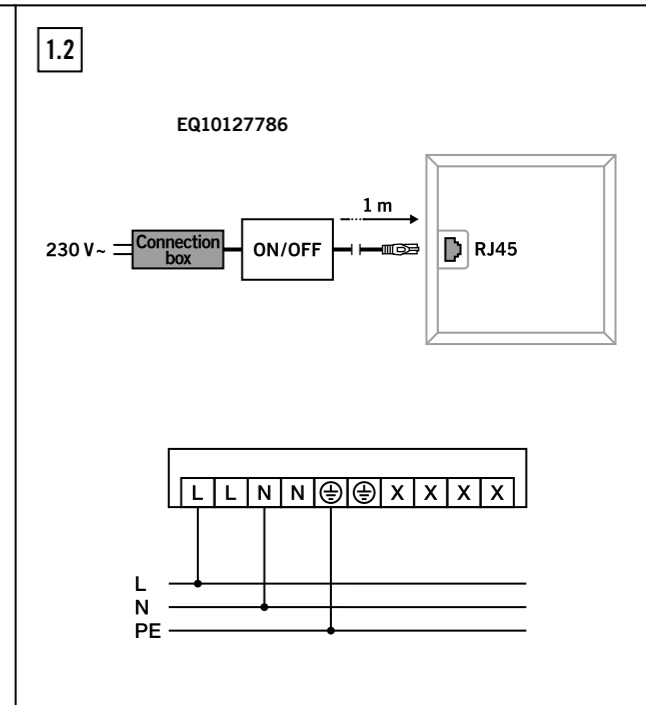 1.2
EQ10127786
1 m
230 V~
Connection
box
ON/OFF
RJ45
L L N N ⏚ ⏚ X X X X
L
N
PE